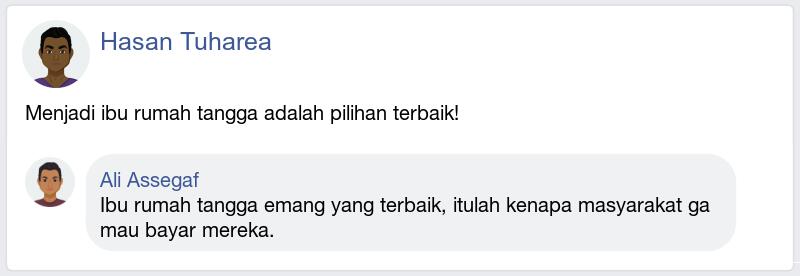 Hasan Tuharea
Menjadi ibu rumah tangga adalah pilihan terbaik!
Ali Assegaf
Ibu rumah tangga emang yang terbaik, itulah kenapa masyarakat ga
mau bayar mereka.